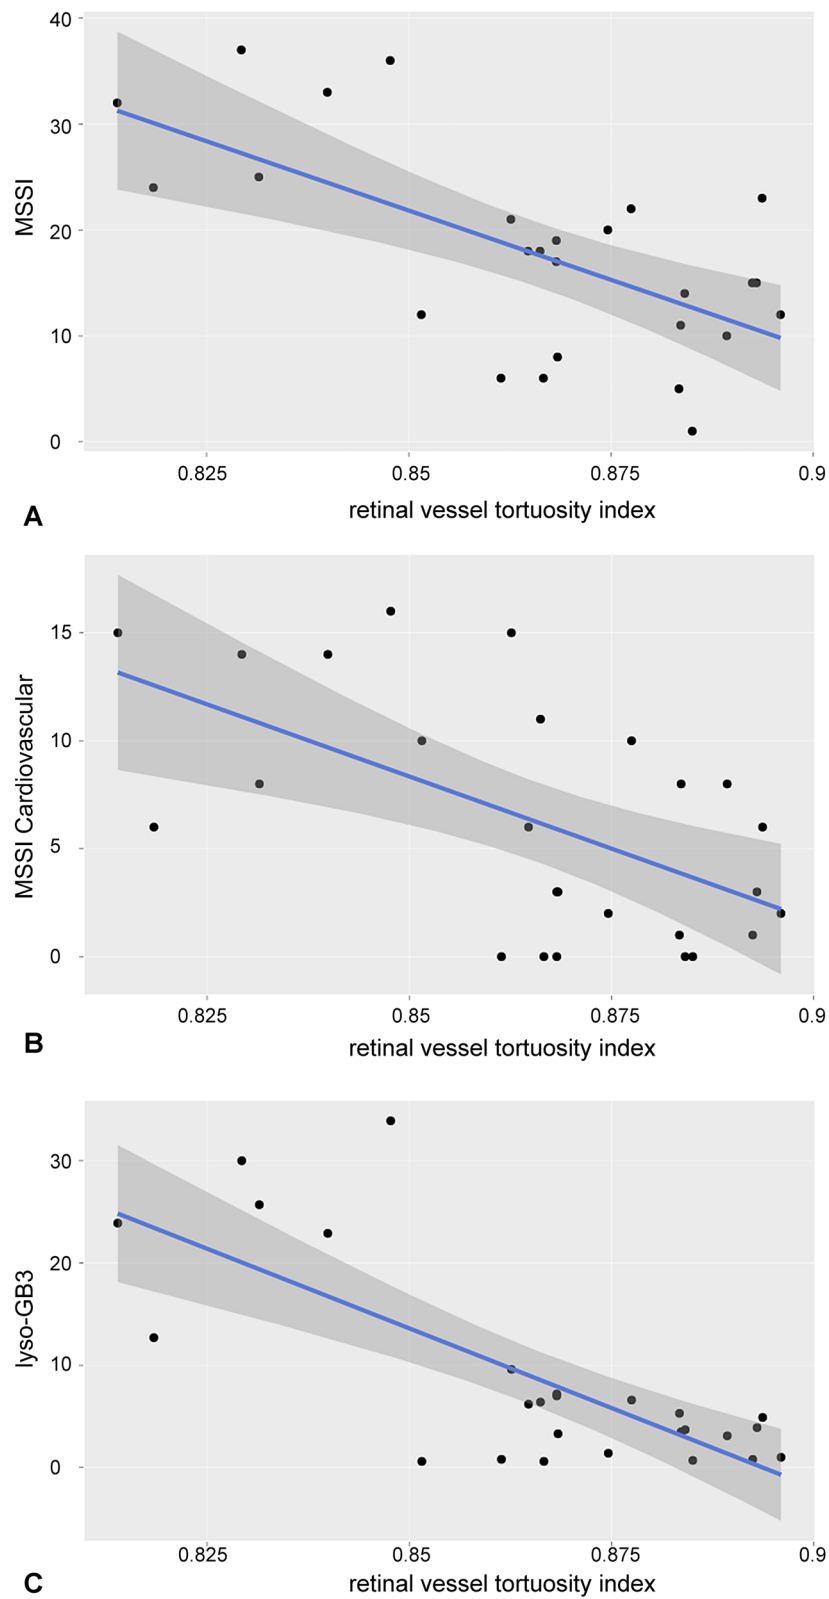 40
30
20
10
0
MSSI
0.825 0.85 0.875 0.9
retinal vessel tortuosity index
A
15
10
5
0
MSSI Cardiovascular
0.825 0.85 0.875 0.9
retinal vessel tortuosity index
B
30
20
10
0
lyso-GB3
0.825 0.85 0.875 0.9
retinal vessel tortuosity index
C